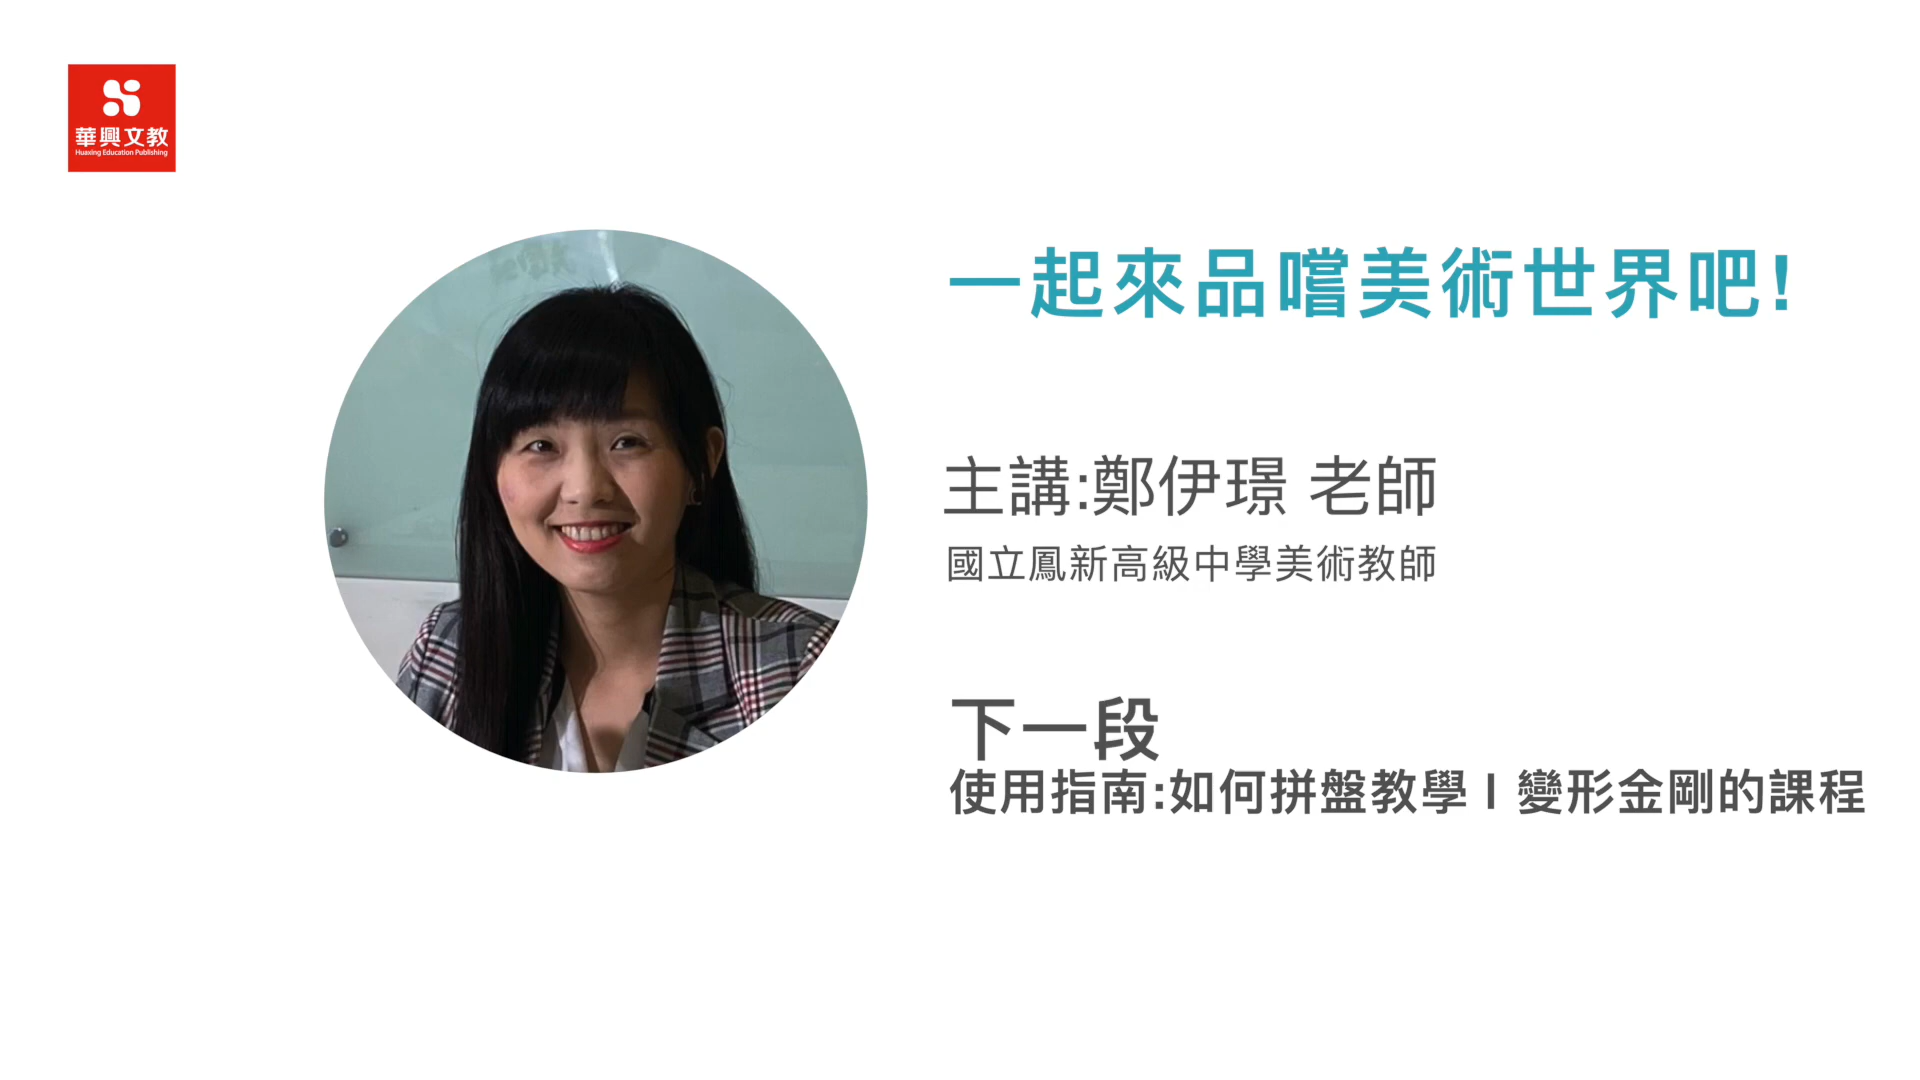 華興文教
Huaxing Education Publishing
一起來品嚐美術世界吧!
主講:鄭伊璟 老師
國立鳳新高級中學美術教師
下一段
使用指南:如何拼盤教學 I 變形金剛的課程